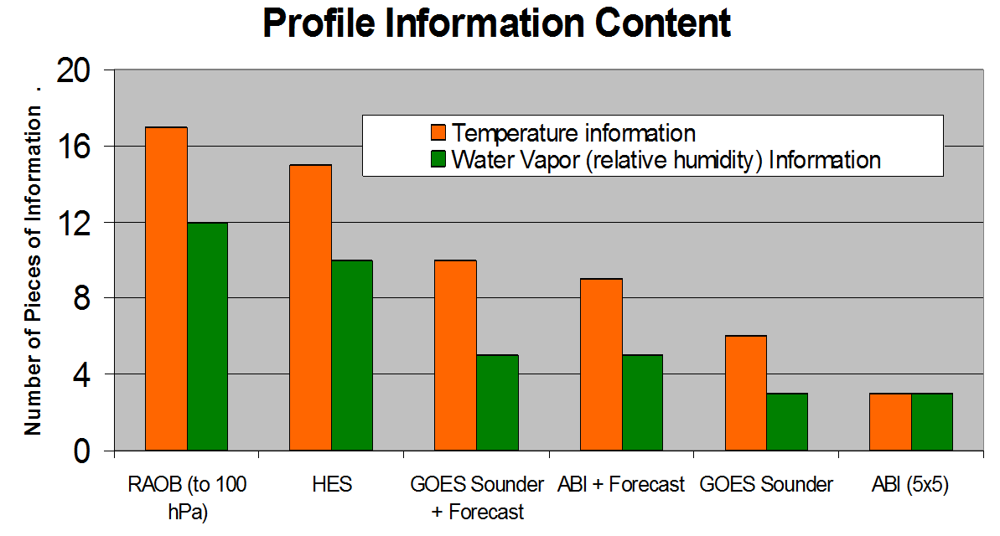 Profile Information Content
Number of Pieces of Information .
20
16
12
8
4
0
Temperature information
Water Vapor (relative humidity) Information
RAOB (to 100
hPa)
HES
GOES Sounder
+ Forecast
ABI + Forecast
GOES Sounder
ABI (5x5)